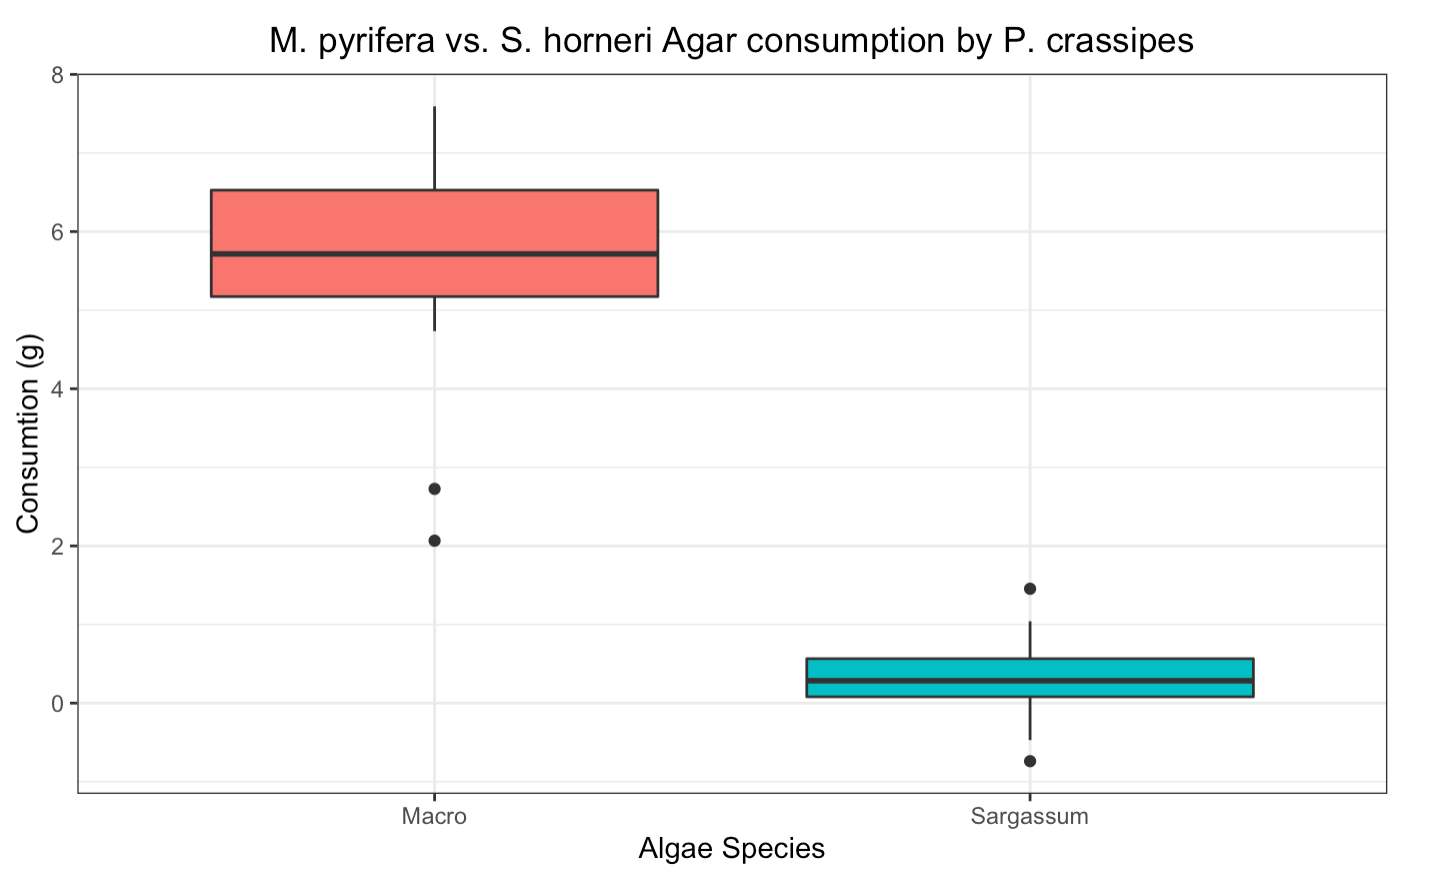 M. pyrifera vs. S. horneri Agar consumption by P. crassipes
8
6
4
2
0
Consumtion (g)
Macro
Sargassum
Algae Species